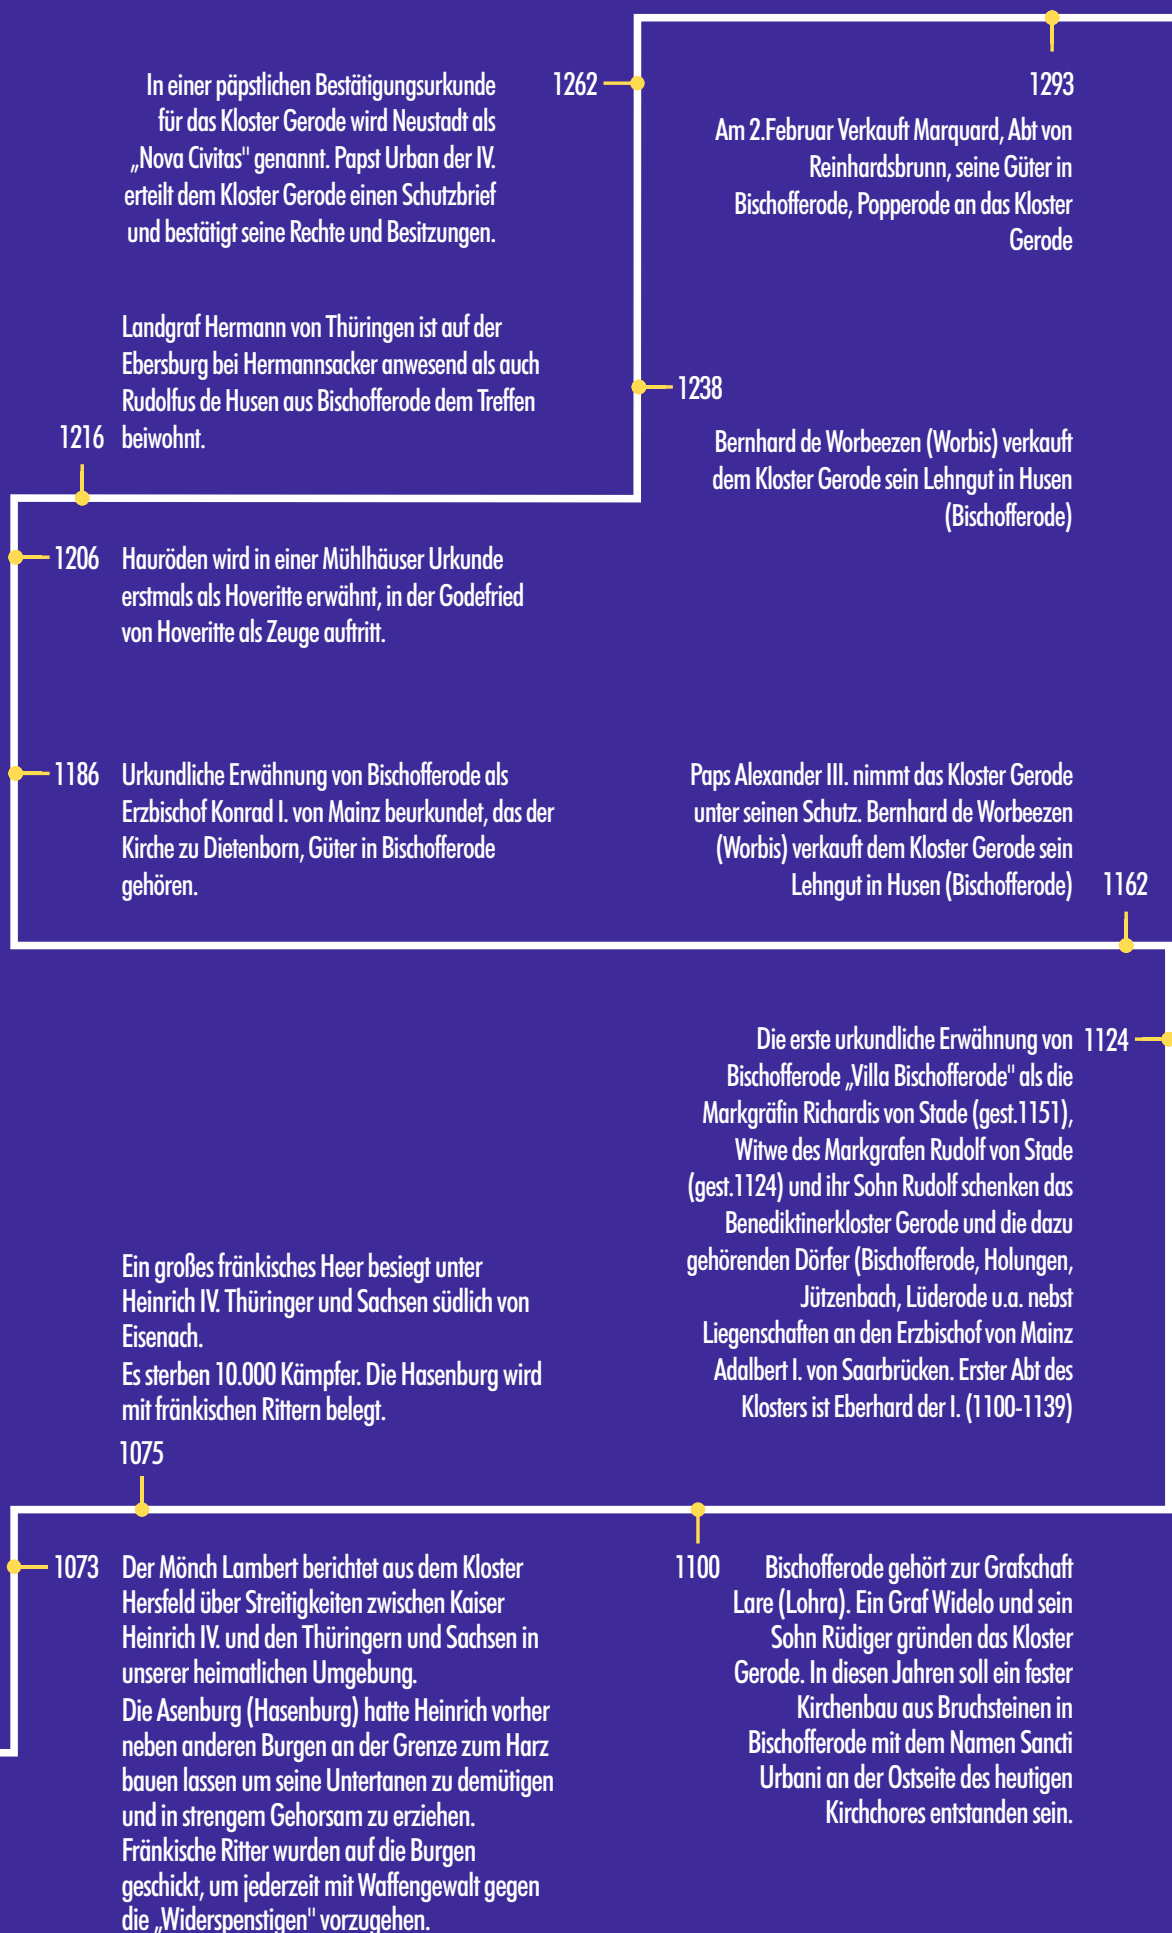 In einer päpstlichen Bestätigungsurkunde
für das Kloster Gerode wird Neustadt als
„Nova Civitas" genannt. Papst Urban der IV.
erteilt dem Kloster Gerode einen Schutzbrief
und bestätigt seine Rechte und Besitzungen.
1262
1293
Am 2.Februar Verkauft Marquard, Abt von
Reinhardsbrunn, seine Güter in
Bischofferode, Popperode an das Kloster
Gerode
Landgraf Hermann von Thüringen ist auf der
Ebersburg bei Hermannsacker anwesend als auch
Rudolfus de Husen aus Bischofferode dem Treffen
beiwohnt.
1216
1238
Bernhard de Worbeezen (Worbis) verkauft
dem Kloster Gerode sein Lehngut in Husen
(Bischofferode)
1206
Hauröden wird in einer Mühlhäuser Urkunde
erstmals als Hoveritte erwähnt, in der Godefried
von Hoveritte als Zeuge auftritt.
1186
Urkundliche Erwähnung von Bischofferode als
Erzbischof Konrad I. von Mainz beurkundet, das der
Kirche zu Dietenborn, Güter in Bischofferode
gehören.
Paps Alexander III. nimmt das Kloster Gerode
unter seinen Schutz. Bernhard de Worbeezen
(Worbis) verkauft dem Kloster Gerode sein
Lehngut in Husen (Bischofferode)
1162
Die erste urkundliche Erwähnung von
Bischofferode „Villa Bischofferode" als die
Markgräfin Richardis von Stade (gest.1151),
Witwe des Markgrafen Rudolf von Stade
(gest.1124) und ihr Sohn Rudolf schenken das
Benediktinerkloster Gerode und die dazu
gehörenden Dörfer (Bischofferode, Holungen,
Jützenbach, Lüderode u.a. nebst
Liegenschaften an den Erzbischof von Mainz
Adalbert I. von Saarbrücken. Erster Abt des
Klosters ist Eberhard der I. (1100-1139)
1124
Ein großes fränkisches Heer besiegt unter
Heinrich IV. Thüringer und Sachsen südlich von
Eisenach.
Es sterben 10.000 Kämpfer. Die Hasenburg wird
mit fränkischen Rittern belegt.
1075
1073
Der Mönch Lambert berichtet aus dem Kloster
Hersfeld über Streitigkeiten zwischen Kaiser
Heinrich IV. und den Thüringern und Sachsen in
unserer heimatlichen Umgebung.
Die Asenburg (Hasenburg) hatte Heinrich vorher
neben anderen Burgen an der Grenze zum Harz
bauen lassen um seine Untertanen zu demütigen
und in strengem Gehorsam zu erziehen.
Fränkische Ritter wurden auf die Burgen
geschickt, um jederzeit mit Waffengewalt gegen
die „Widerspenstigen" vorzugehen.
1100
Bischofferode gehört zur Grafschaft
Lare (Lohra). Ein Graf Widelo und sein
Sohn Rüdiger gründen das Kloster
Gerode. In diesen Jahren soll ein fester
Kirchenbau aus Bruchsteinen in
Bischofferode mit dem Namen Sancti
Urbani an der Ostseite des heutigen
Kirchchores entstanden sein.